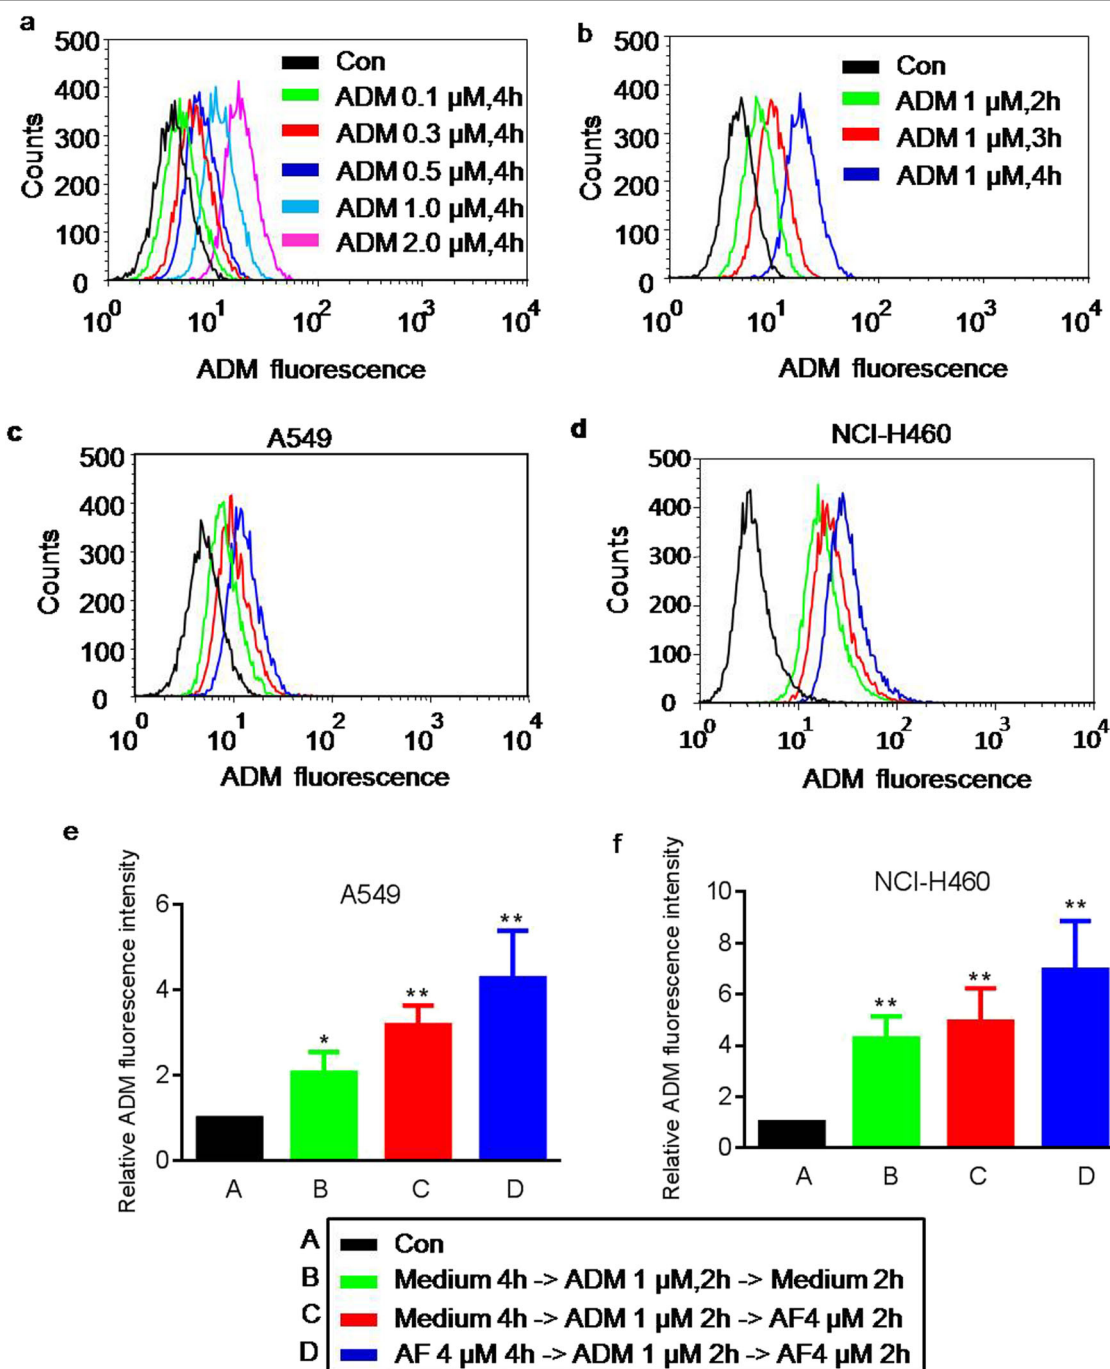 a
500
400
300
200
100
0
Counts
Con
ADM 0.1 µM,4h
ADM 0.3 µM,4h
ADM 0.5 µM,4h
ADM 1.0 µM,4h
ADM 2.0 µM,4h
10^0 10^1 10^2 10^3 10^4
ADM fluorescence
b
500
400
300
200
100
0
Counts
Con
ADM 1 µM,2h
ADM 1 µM,3h
ADM 1 µM,4h
10^0 10^1 10^2 10^3 10^4
ADM fluorescence
c
A549
500
400
300
200
100
0
Counts
10^0 10^1 10^2 10^3 10^4
ADM fluorescence
d
NCI-H460
500
400
300
200
100
0
Counts
10^0 10^1 10^2 10^3 10^4
ADM fluorescence
e
A549
Relative ADM fluorescence intensity
6
4
2
0
*
**
**
A B C D
f
NCI-H460
Relative ADM fluorescence intensity
10
8
6
4
2
0
**
**
**
A B C D
A Con
B Medium 4h -> ADM 1 µM,2h -> Medium 2h
C Medium 4h -> ADM 1 µM 2h -> AF4 µM 2h
D AF 4 µM 4h -> ADM 1 µM 2h -> AF4 µM 2h